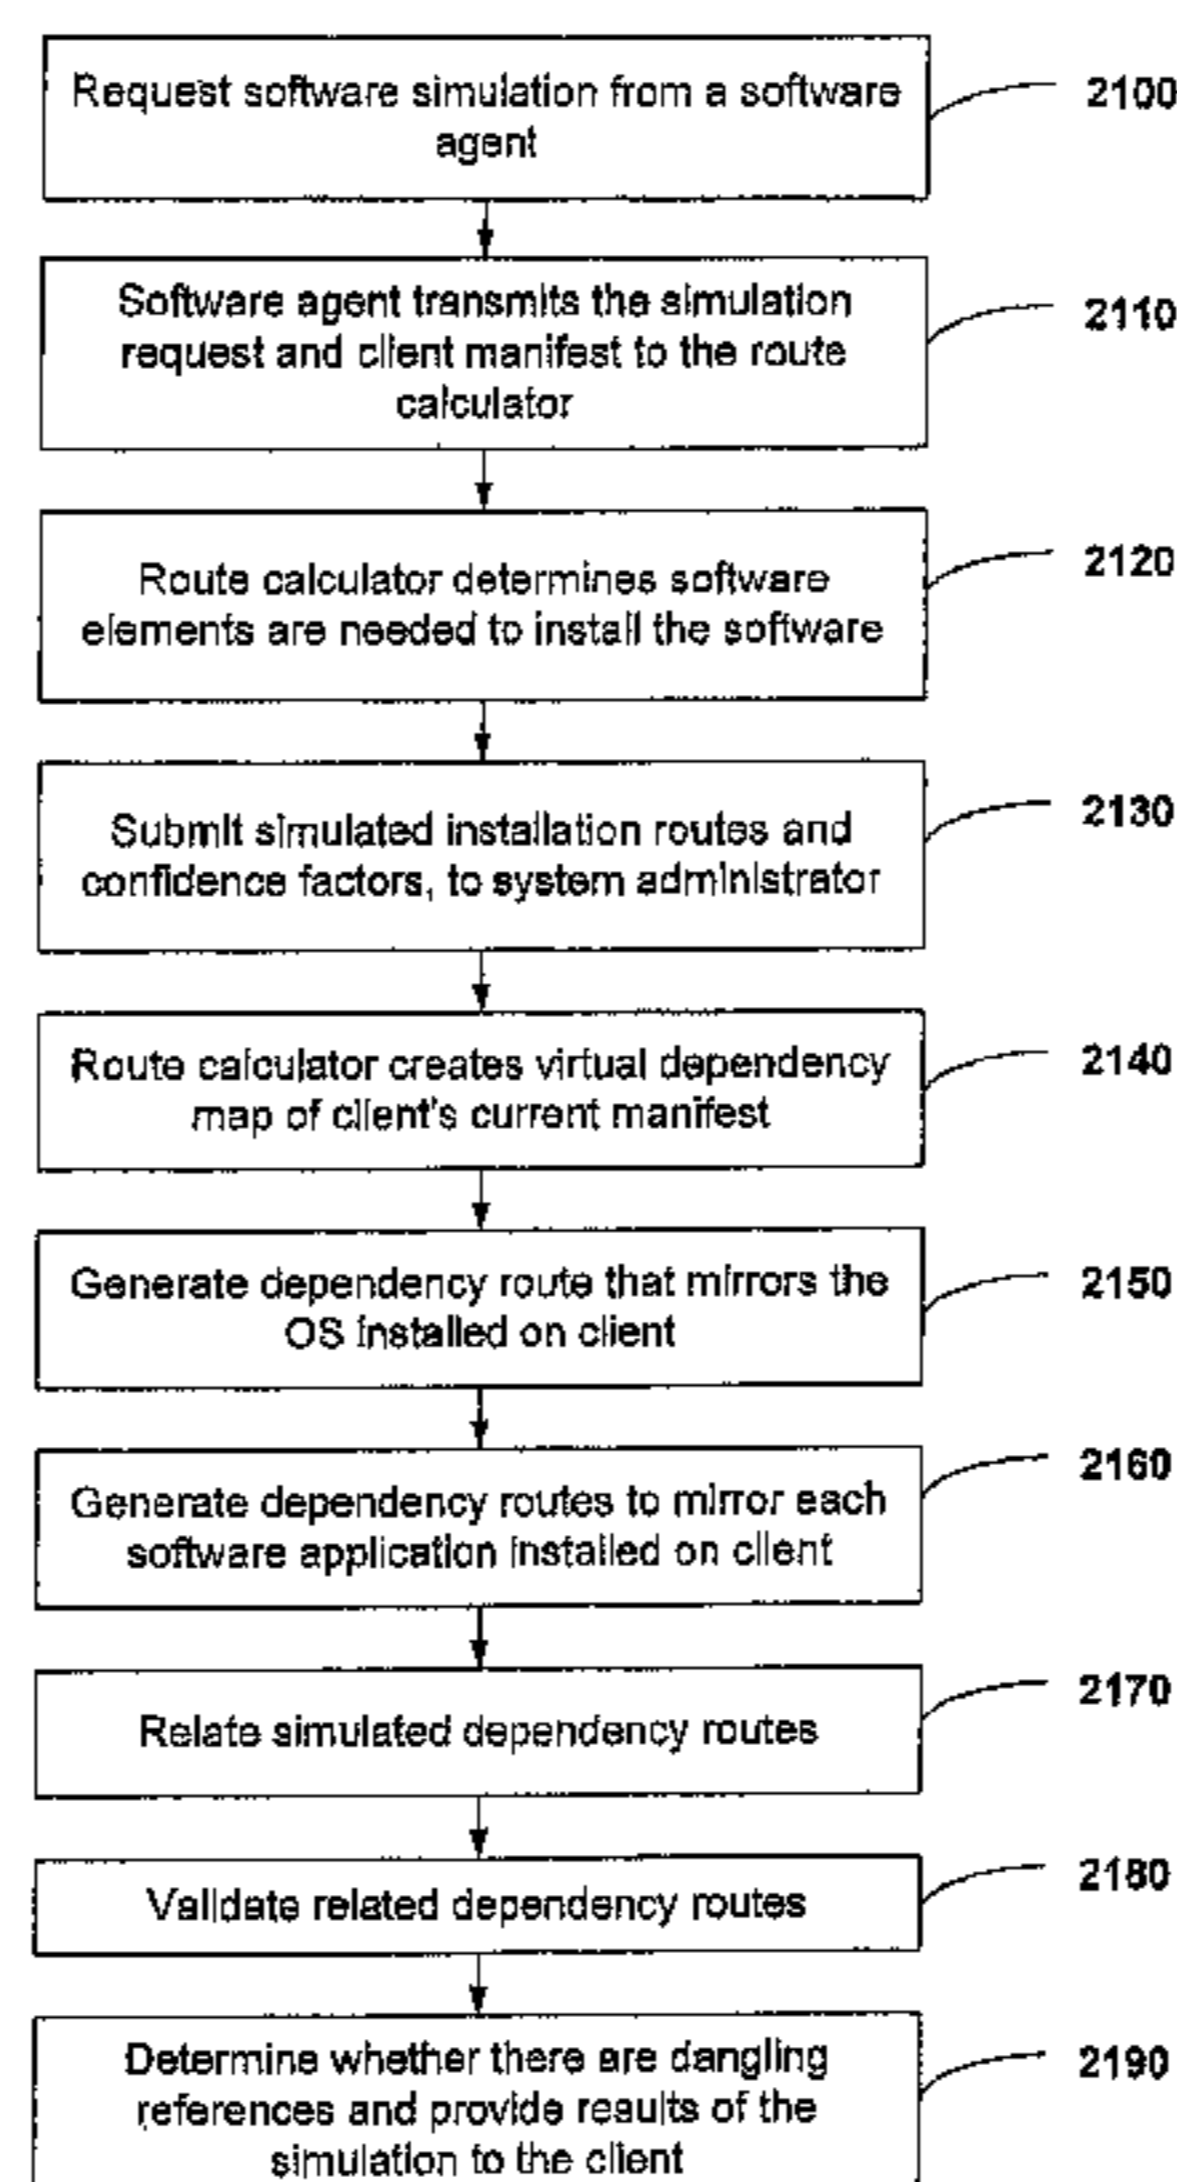 Request software simulation from a software
agent
2100
Software agent transmits the simulation
request and client manifest to the route
calculator
2110
Route calculator determines software
elements are needed to install the software
2120
Submit simulated installation routes and
confidence factors, to system administrator
2130
Route calculator creates virtual dependency
map of client's current manifest
2140
Generate dependency route that mirrors the
OS installed on client
2150
Generate dependency routes to mirror each
software application installed on client
2160
Relate simulated dependency routes
2170
Validate related dependency routes
2180
Determine whether there are dangling
references and provide results of the
simulation to the client
2190